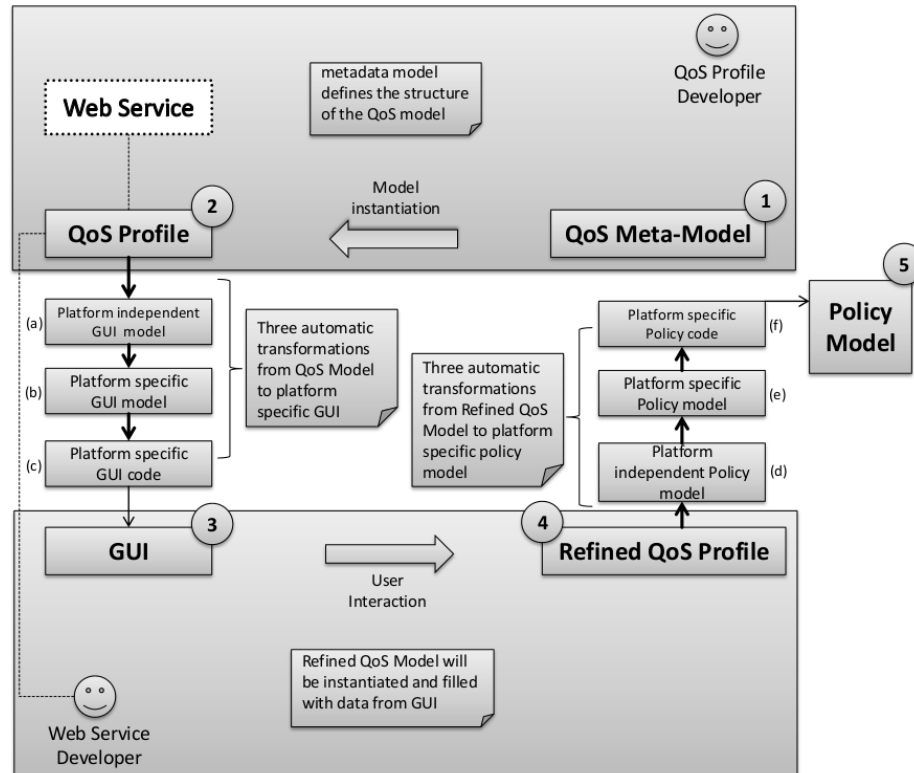 metadata model
defines the structure
of the QoS model
QoS Profile
Developer
Web Service
Model
instantiation
2
QoS Profile
1
QoS Meta-Model
5
Policy
Model
(a)
Platform independent
GUI model
(b)
Platform specific
GUI model
(c)
Platform specific
GUI code
Three automatic
transformations
from QoS Model
to platform
specific GUI
Three automatic
transformations
from Refined QoS
Model to platform
specific policy
model
Platform specific
Policy code
(f)
Platform specific
Policy model
(e)
Platform
independent Policy
model
(d)
3
GUI
4
Refined QoS Profile
User
Interaction
Refined QoS Model will
be instantiated and filled
with data from GUI
Web Service
Developer